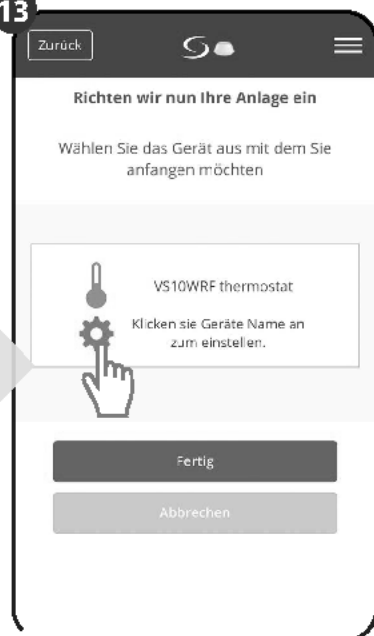 13
Zurück
Richten wir nun Ihre Anlage ein
Wählen Sie das Gerät aus mit dem Sie
anfangen möchten
VS10WRF thermostat
Klicken sie Geräte Name an
zum einstellen.
Fertig
Abbrechen